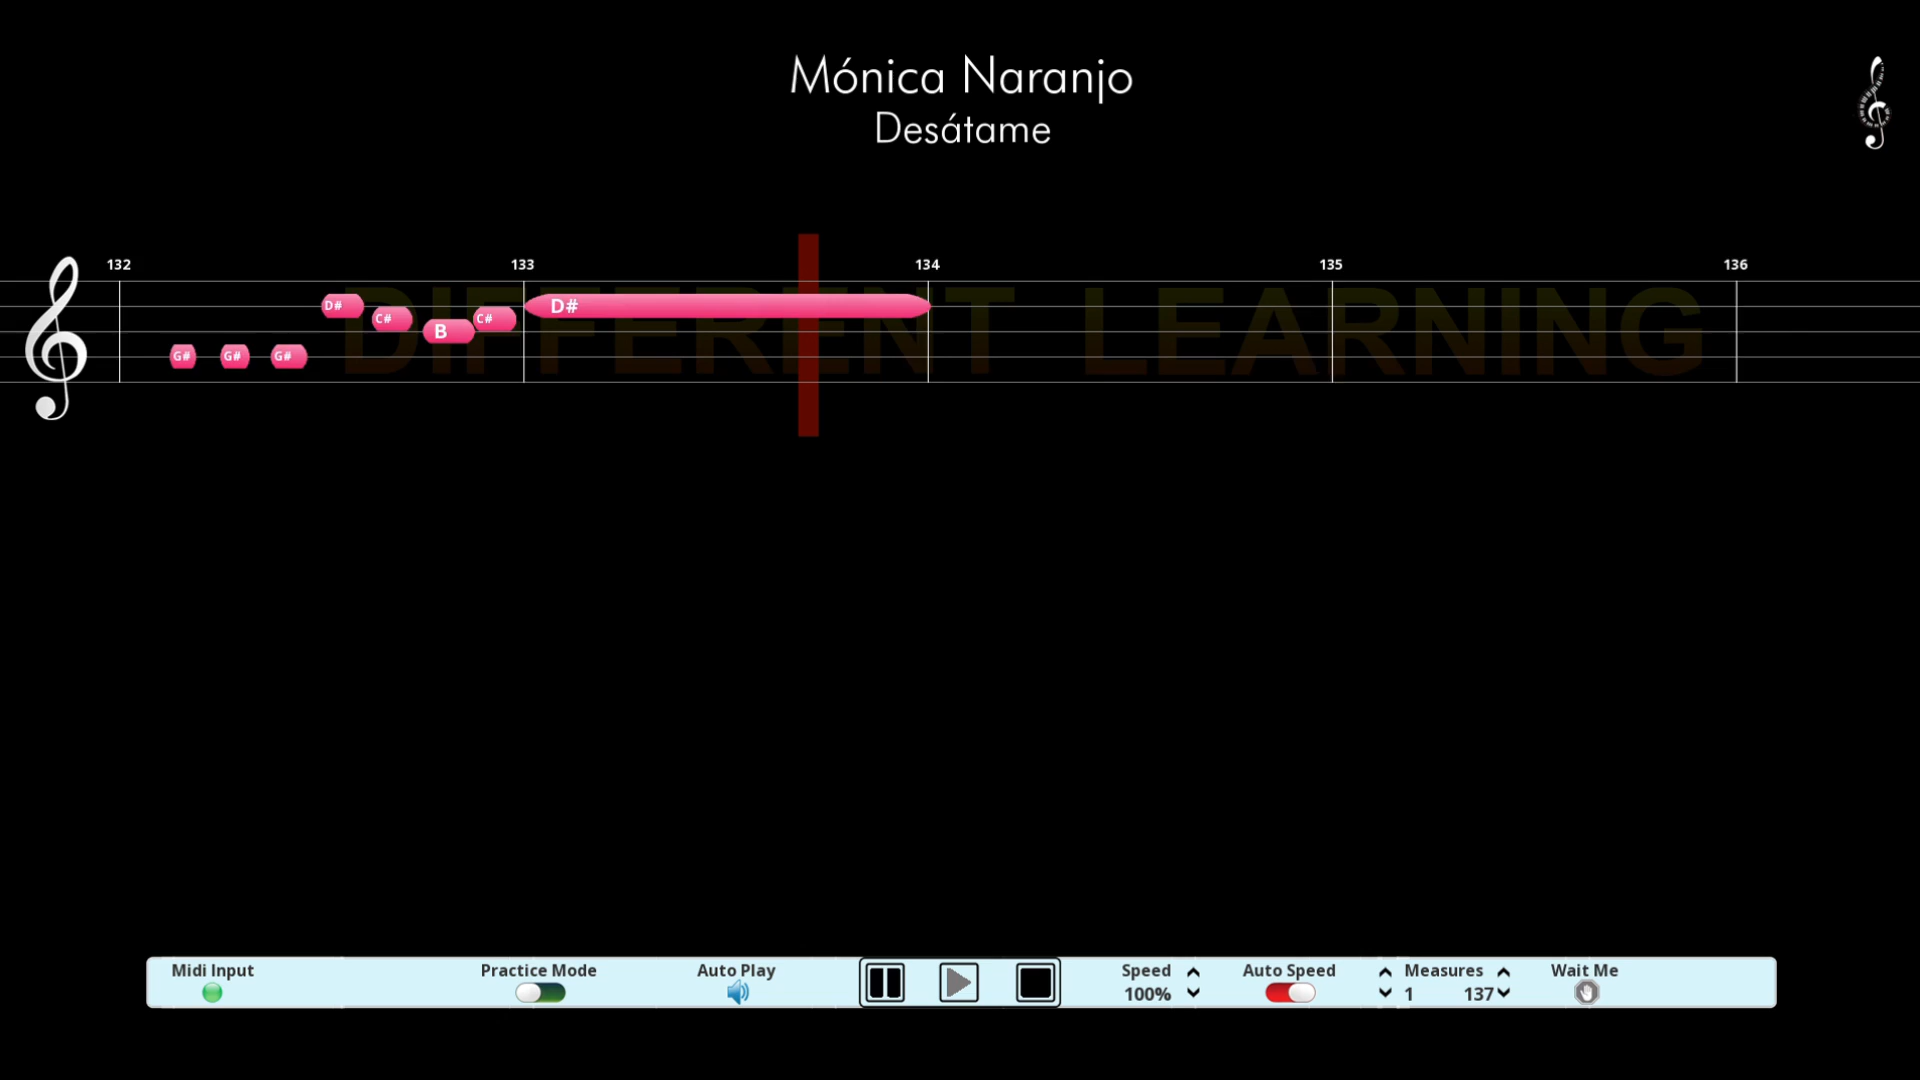 Mónica Naranjo
Desátame
132 133 134 135 136
DIFFERENT LEARNING
D# C# B C# D#
G# G# G#
Midi Input Practice Mode Auto Play Speed Auto Speed Measures Wait Me
100% 1 137